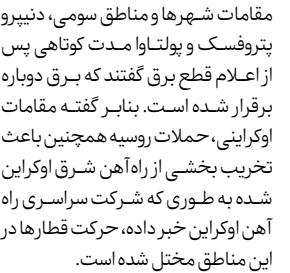 مقامات شهرها و مناطق سومی، دنیپرو
پتروفسک و پولتاوا مدت کوتاهی پس
از اعلام قطع برق گفتند که برق دوباره
برقرار شده است. بنابر گفته مقامات
اوکراینی، حملات روسیه همچنین باعث
تخریب بخشی از راه‌آهن شرق اوکراین
شده به طوری که شرکت سراسری راه
آهن اوکراین خبر داده، حرکت قطارها در
این مناطق مختل شده است.